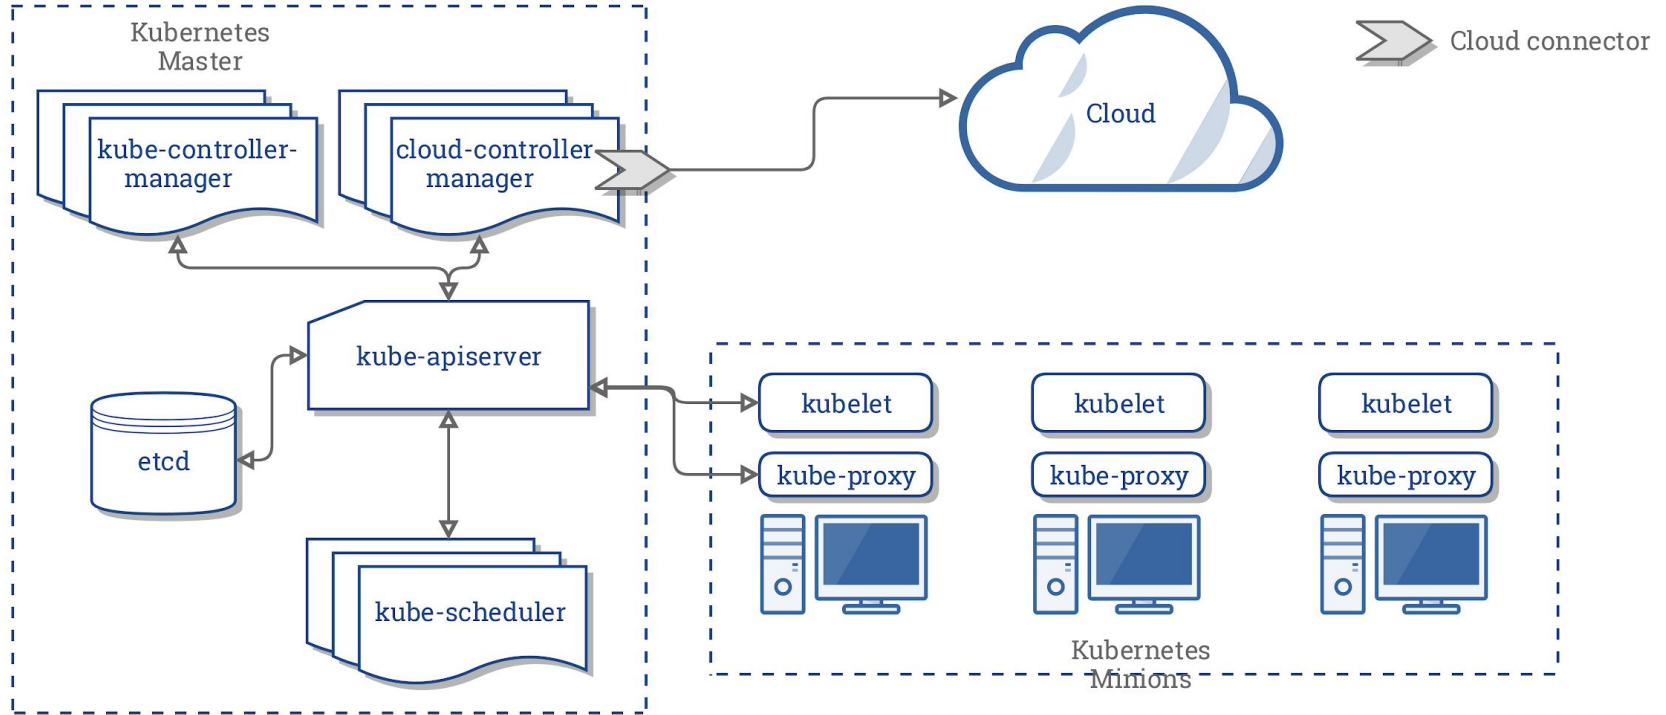 Kubernetes
Master
Cloud connector
kube-controller-
manager
cloud-controller
manager
Cloud
kube-apiserver
etcd
kube-scheduler
kubelet
kubelet
kubelet
kube-proxy
kube-proxy
kube-proxy
Kubernetes
Minions